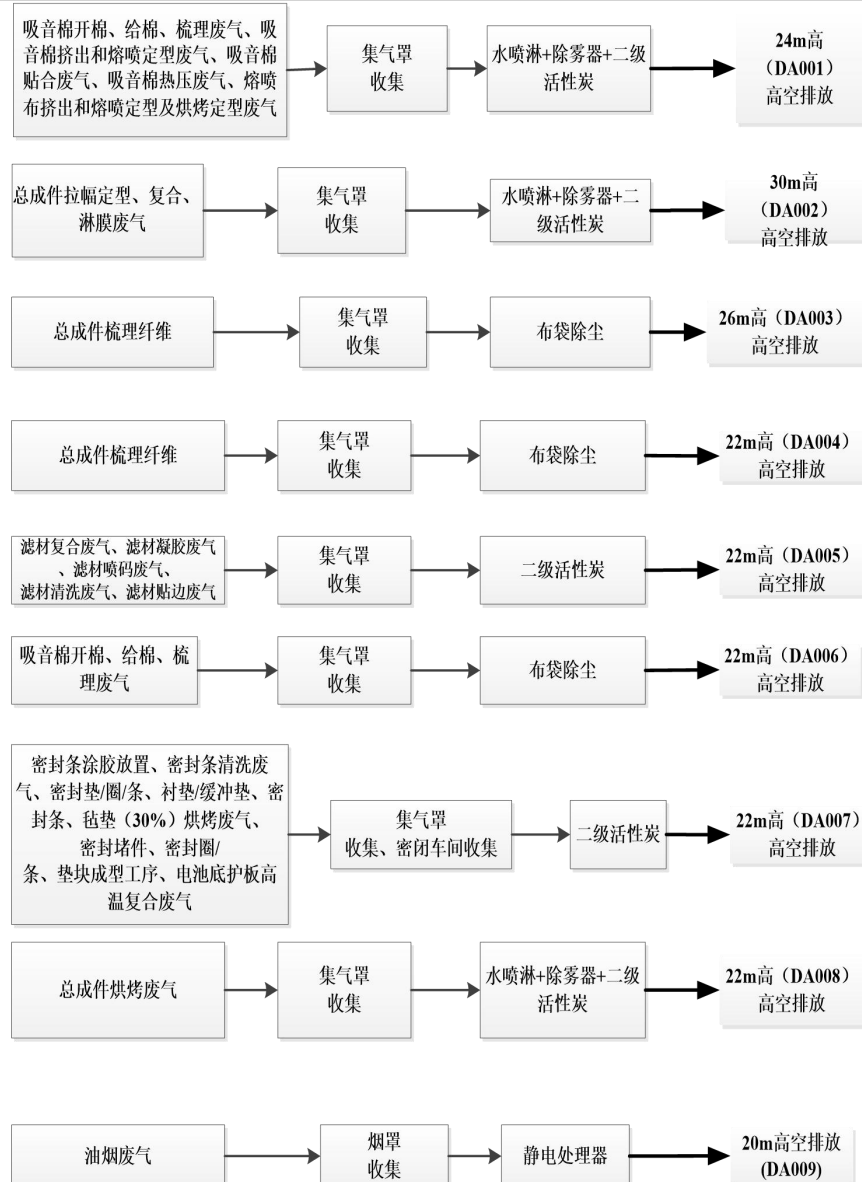 吸音棉开棉、给棉、梳理废气、吸
音棉挤出和熔喷定型废气、吸音棉
贴合废气、吸音棉热压废气、熔喷
布挤出和熔喷定型及烘烤定型废气
集气罩
收集
水喷淋+除雾器+二级
活性炭
24m高
（DA001）
高空排放
总成件拉幅定型、复合、
淋膜废气
集气罩
收集
水喷淋+除雾器+二
级活性炭
30m高
（DA002）
高空排放
总成件梳理纤维
集气罩
收集
布袋除尘
26m高（DA003）
高空排放
总成件梳理纤维
集气罩
收集
布袋除尘
22m高（DA004）
高空排放
滤材复合废气、滤材凝胶废气
、滤材喷码废气、
滤材清洗废气、滤材贴边废气
集气罩
收集
二级活性炭
22m高（DA005）
高空排放
吸音棉开棉、给棉、梳
理废气
集气罩
收集
布袋除尘
22m高（DA006）
高空排放
密封条涂胶放置、密封条清洗废
气、密封垫/圈/条、衬垫/缓冲垫、密
封条、毡垫（30%）烘烤废气、
密封堵件、密封圈/
条、垫块成型工序、电池底护板高
温复合废气
集气罩
收集、密闭车间收集
二级活性炭
22m高（DA007）
高空排放
总成件烘烤废气
集气罩
收集
水喷淋+除雾器+二级
活性炭
22m高（DA008）
高空排放
油烟废气
烟罩
收集
静电处理器
20m高空排放
(DA009)